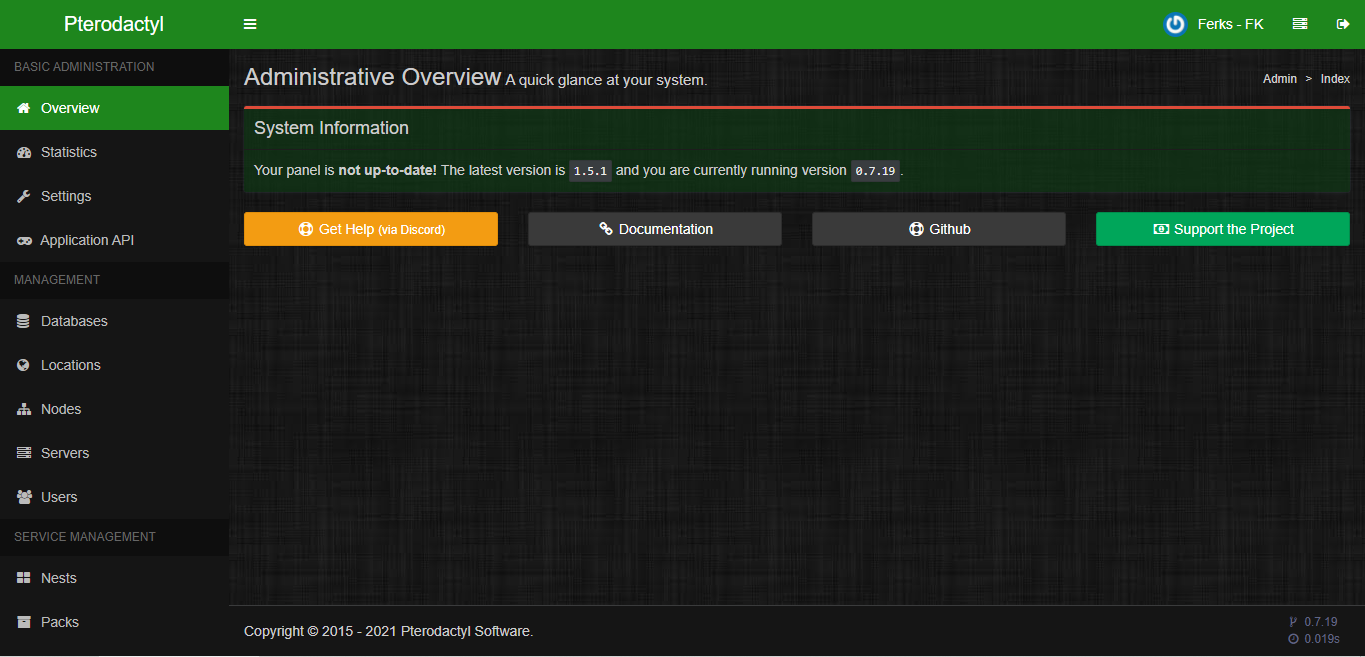 Pterodactyl
Ferks - FK
BASIC ADMINISTRATION
Overview
Statistics
Settings
Application API
MANAGEMENT
Databases
Locations
Nodes
Servers
Users
SERVICE MANAGEMENT
Nests
Packs
Administrative Overview A quick glance at your system.
Admin > Index
System Information
Your panel is not up-to-date! The latest version is 1.5.1 and you are currently running version 0.7.19.
Get Help (via Discord)
Documentation
Github
Support the Project
Copyright © 2015 - 2021 Pterodactyl Software.
0.7.19
0.019s